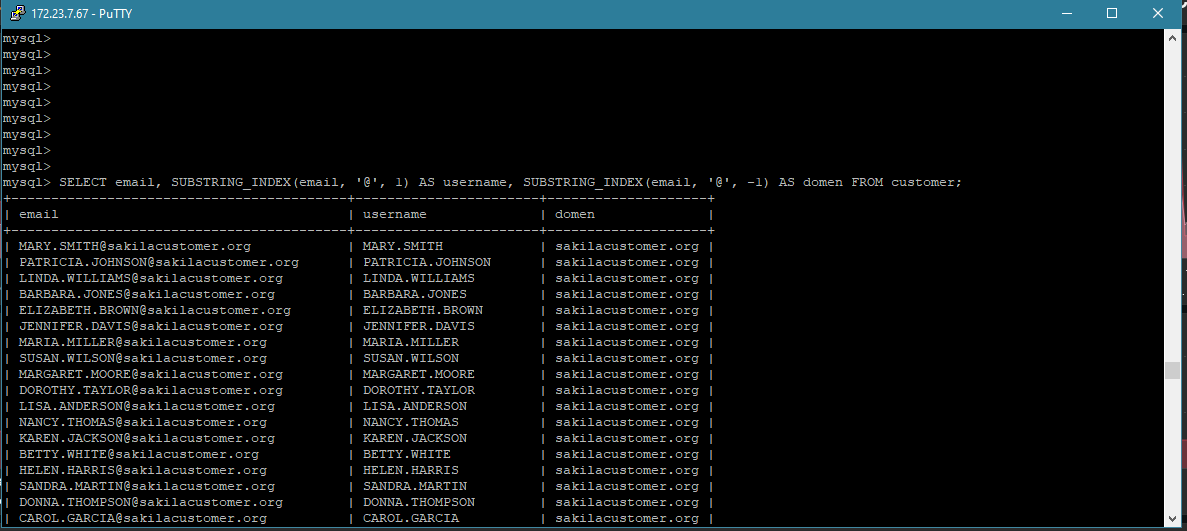 172.23.7.67 - PuTTY
mysql>
mysql>
mysql>
mysql>
mysql>
mysql>
mysql>
mysql>
mysql>
mysql> SELECT email, SUBSTRING_INDEX(email, '@', 1) AS username, SUBSTRING_INDEX(email, '@', -1) AS domen FROM customer;
+------------------------------------------+-----------------------+--------------------+
| email | username | domen |
+------------------------------------------+-----------------------+--------------------+
| MARY.SMITH@sakilacustomer.org | MARY.SMITH | sakilacustomer.org |
| PATRICIA.JOHNSON@sakilacustomer.org | PATRICIA.JOHNSON | sakilacustomer.org |
| LINDA.WILLIAMS@sakilacustomer.org | LINDA.WILLIAMS | sakilacustomer.org |
| BARBARA.JONES@sakilacustomer.org | BARBARA.JONES | sakilacustomer.org |
| ELIZABETH.BROWN@sakilacustomer.org | ELIZABETH.BROWN | sakilacustomer.org |
| JENNIFER.DAVIS@sakilacustomer.org | JENNIFER.DAVIS | sakilacustomer.org |
| MARIA.MILLER@sakilacustomer.org | MARIA.MILLER | sakilacustomer.org |
| SUSAN.WILSON@sakilacustomer.org | SUSAN.WILSON | sakilacustomer.org |
| MARGARET.MOORE@sakilacustomer.org | MARGARET.MOORE | sakilacustomer.org |
| DOROTHY.TAYLOR@sakilacustomer.org | DOROTHY.TAYLOR | sakilacustomer.org |
| LISA.ANDERSON@sakilacustomer.org | LISA.ANDERSON | sakilacustomer.org |
| NANCY.THOMAS@sakilacustomer.org | NANCY.THOMAS | sakilacustomer.org |
| KAREN.JACKSON@sakilacustomer.org | KAREN.JACKSON | sakilacustomer.org |
| BETTY.WHITE@sakilacustomer.org | BETTY.WHITE | sakilacustomer.org |
| HELEN.HARRIS@sakilacustomer.org | HELEN.HARRIS | sakilacustomer.org |
| SANDRA.MARTIN@sakilacustomer.org | SANDRA.MARTIN | sakilacustomer.org |
| DONNA.THOMPSON@sakilacustomer.org | DONNA.THOMPSON | sakilacustomer.org |
| CAROL.GARCIA@sakilacustomer.org | CAROL.GARCIA | sakilacustomer.org |